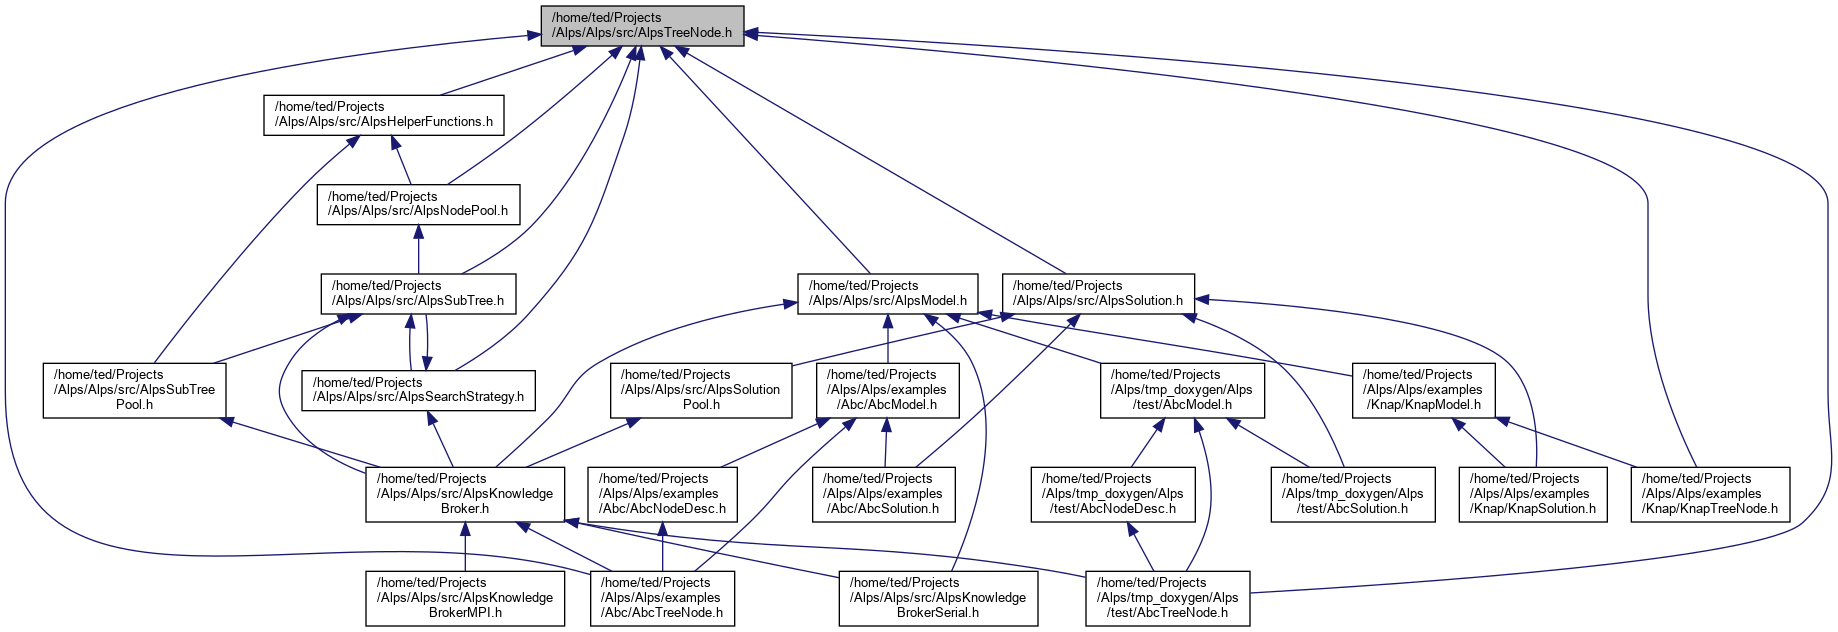 /home/ted/Projects
/Alps/Alps/src/AlpsTreeNode.h
/home/ted/Projects
/Alps/Alps/src/AlpsHelperFunctions.h
/home/ted/Projects
/Alps/Alps/src/AlpsNodePool.h
/home/ted/Projects
/Alps/Alps/src/AlpsSubTree.h
/home/ted/Projects
/Alps/Alps/src/AlpsModel.h
/home/ted/Projects
/Alps/Alps/src/AlpsSolution.h
/home/ted/Projects
/Alps/Alps/src/AlpsSubTree
Pool.h
/home/ted/Projects
/Alps/Alps/src/AlpsSearchStrategy.h
/home/ted/Projects
/Alps/Alps/src/AlpsSolution
Pool.h
/home/ted/Projects
/Alps/Alps/examples
/Abc/AbcModel.h
/home/ted/Projects
/Alps/tmp_doxygen/Alps
/test/AbcModel.h
/home/ted/Projects
/Alps/Alps/examples
/Knap/KnapModel.h
/home/ted/Projects
/Alps/Alps/src/AlpsKnowledge
Broker.h
/home/ted/Projects
/Alps/Alps/examples
/Abc/AbcNodeDesc.h
/home/ted/Projects
/Alps/Alps/examples
/Abc/AbcSolution.h
/home/ted/Projects
/Alps/tmp_doxygen/Alps
/test/AbcNodeDesc.h
/home/ted/Projects
/Alps/tmp_doxygen/Alps
/test/AbcSolution.h
/home/ted/Projects
/Alps/Alps/examples
/Knap/KnapSolution.h
/home/ted/Projects
/Alps/Alps/examples
/Knap/KnapTreeNode.h
/home/ted/Projects
/Alps/Alps/src/AlpsKnowledge
BrokerMPI.h
/home/ted/Projects
/Alps/Alps/examples
/Abc/AbcTreeNode.h
/home/ted/Projects
/Alps/Alps/src/AlpsKnowledge
BrokerSerial.h
/home/ted/Projects
/Alps/tmp_doxygen/Alps
/test/AbcTreeNode.h